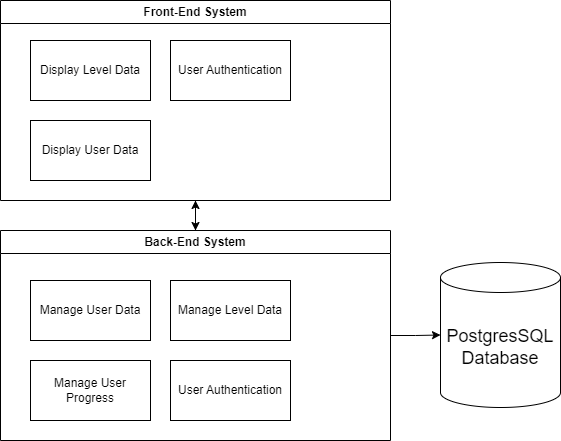 Front-End System
Display Level Data
User Authentication
Display User Data
Back-End System
Manage User Data
Manage Level Data
Manage User
Progress
User Authentication
PostgresSQL
Database